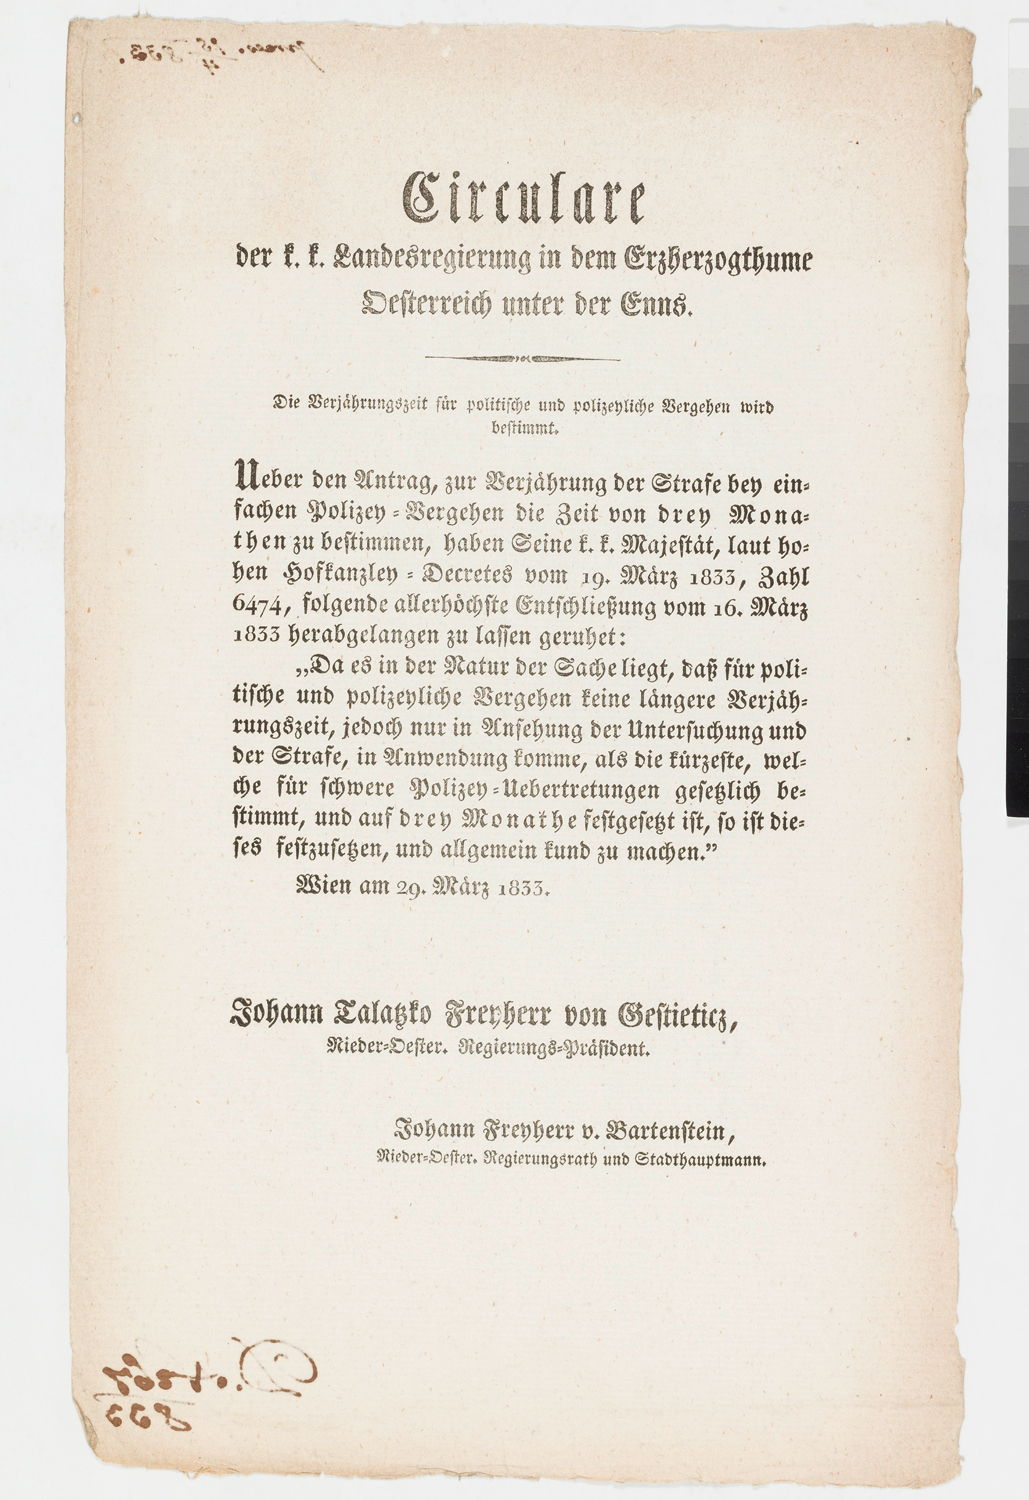 Circulare
der k. k. Landesregierung in dem Erzherzogthume
Oesterreich unter der Enns.
Die Verjährungszeit für politische und polizeyliche Vergehen wird
bestimmt.
Ueber den Antrag, zur Verjährung der Strafe bey ein-
fachen Polizey-Vergehen die Zeit von drey Mona-
then zu bestimmen, haben Seine k. k. Majestät, laut ho-
hen Hofkanzley-Decretes vom 19. März 1833, Zahl
6474, folgende allerhöchste Entschließung vom 16. März
1833 herabgelangen zu lassen geruhet:
„Da es in der Natur der Sache liegt, daß für poli-
tische und polizeyliche Vergehen keine längere Verjäh-
rungszeit, jedoch nur in Ansehung der Untersuchung und
der Strafe, in Anwendung komme, als die kürzeste, wel-
che für schwere Polizey-Uebertretungen gesetzlich be-
stimmt, und auf drey Monathe festgesetzt ist, so ist die-
ses festzusetzen, und allgemein kund zu machen.”
Wien am 29. März 1833.
Johann Talatzko Freyherr von Gestieticz,
Nieder-Oester. Regierungs-Präsident.
Johann Freyherr v. Bartenstein,
Nieder-Oester. Regierungsrath und Stadthauptmann.